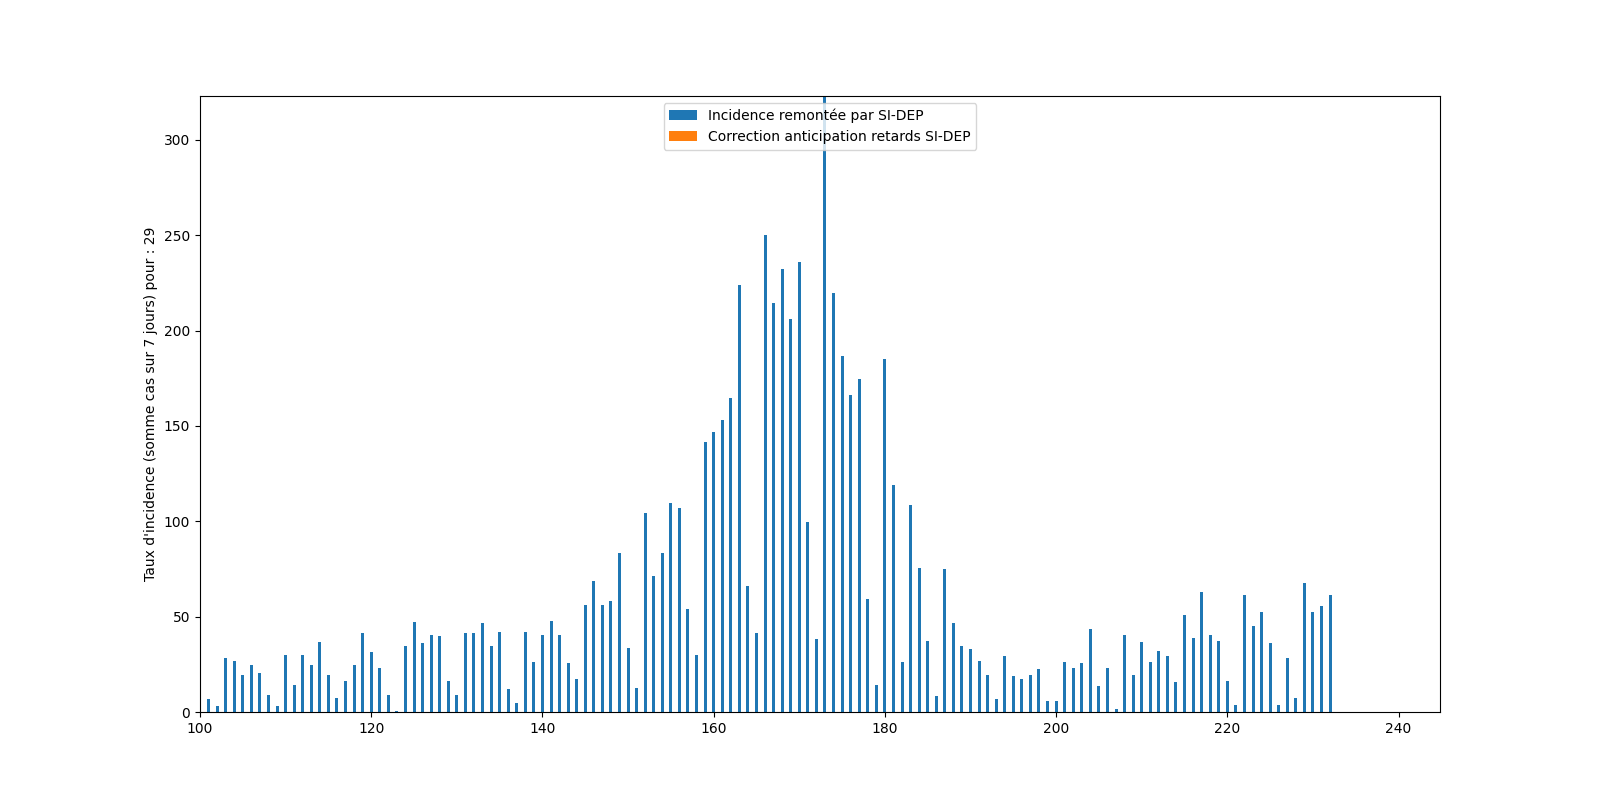 Incidence remontée par SI-DEP
Correction anticipation retards SI-DEP
Taux d'incidence (somme cas sur 7 jours) pour : 29
300
250
200
150
100
50
0
100 120 140 160 180 200 220 240